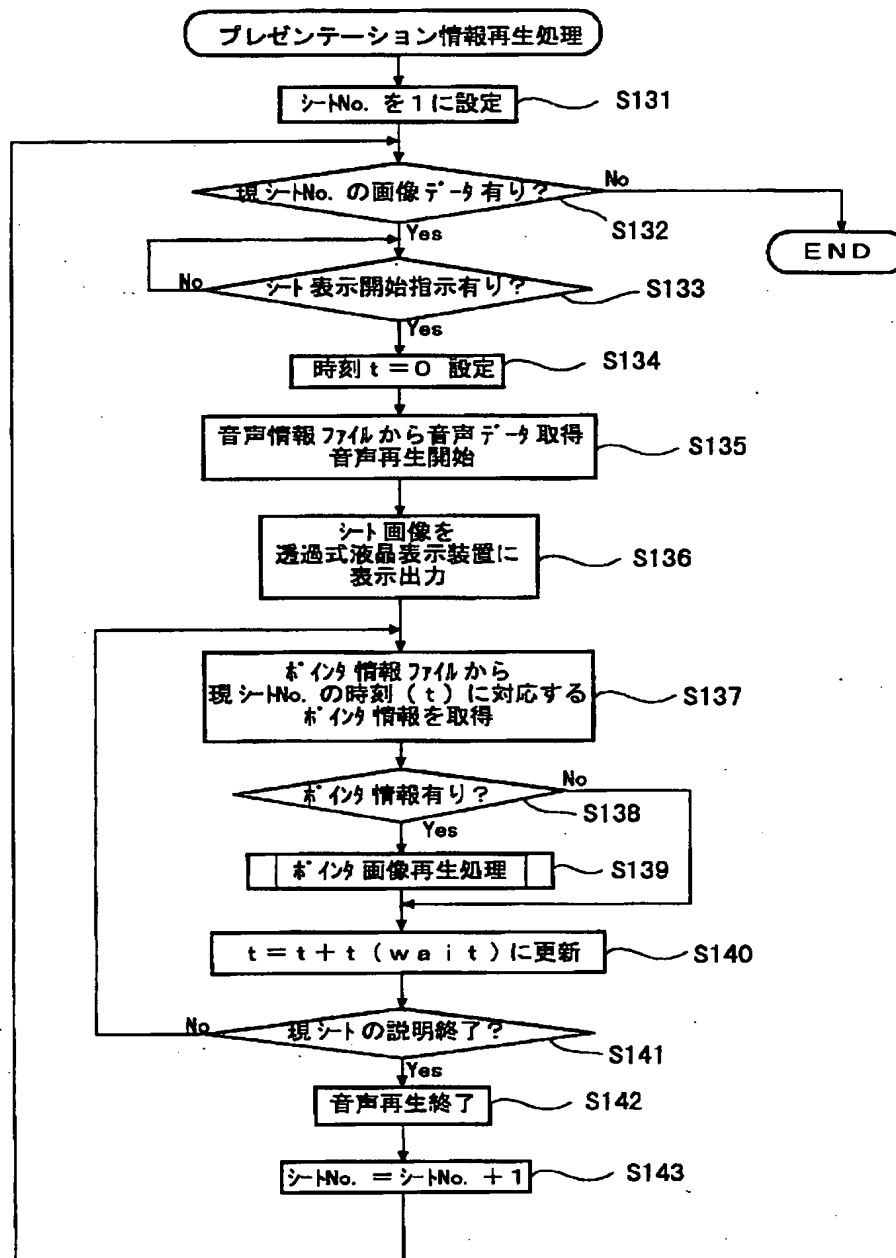 プレゼンテーション情報再生処理
シートNo. を1に設定
S131
現シートNo. の画像データ有り?
No
S132
Yes
END
シート表示開始指示有り?
No
S133
Yes
時刻t=0 設定
S134
音声情報ファイルから音声データ取得
音声再生開始
S135
シート画像を
透過式液晶表示装置に
表示出力
S136
ポインタ情報ファイルから
現シートNo. の時刻(t)に対応する
ポインタ情報を取得
S137
ポインタ情報有り?
No
S138
Yes
ポインタ画像再生処理
S139
t=t+t(wait)に更新
S140
現シートの説明終了?
No
S141
Yes
音声再生終了
S142
シートNo. =シートNo. +1
S143